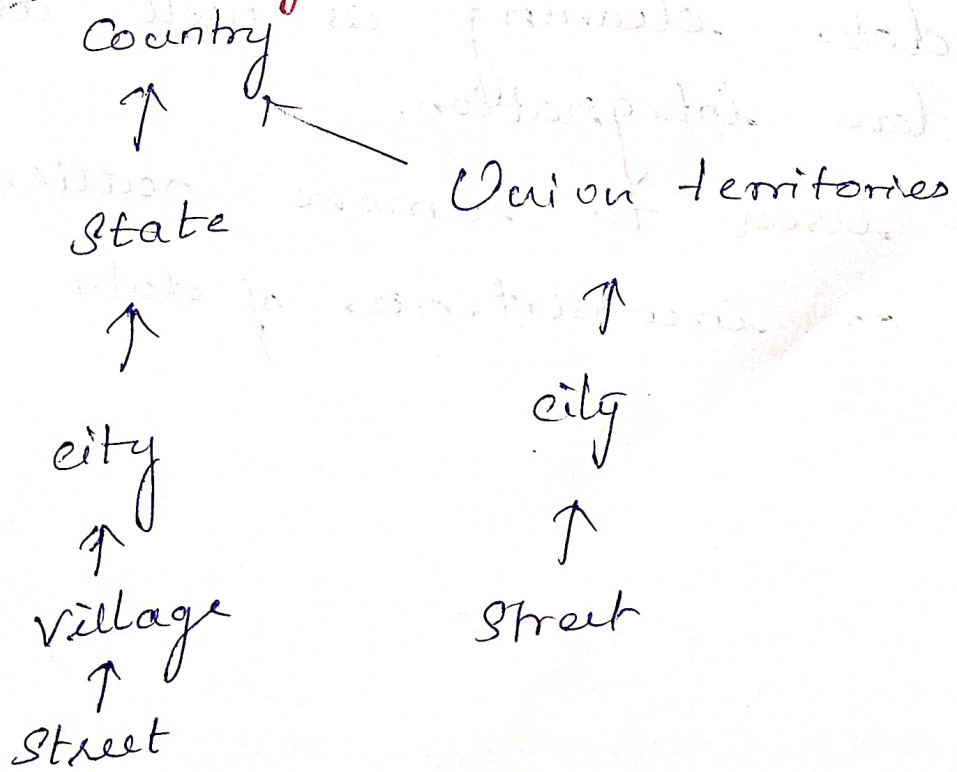 Country
↑
Union territories
State
↑
↑
city
city
↑
↑
Village
Street
↑
Street